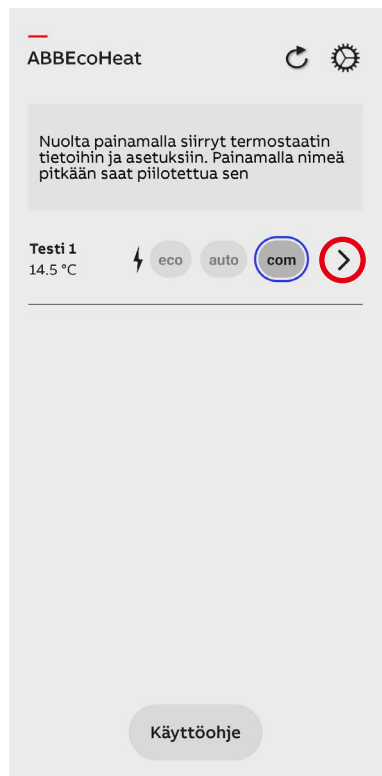 ABBEcoHeat
Nuolta painamalla siirryt termostaatin
tietoihin ja asetuksiin. Painamalla nimeä
pitkään saat piilotettua sen
Testi 1
14.5 °C
eco auto com
Käyttöohje